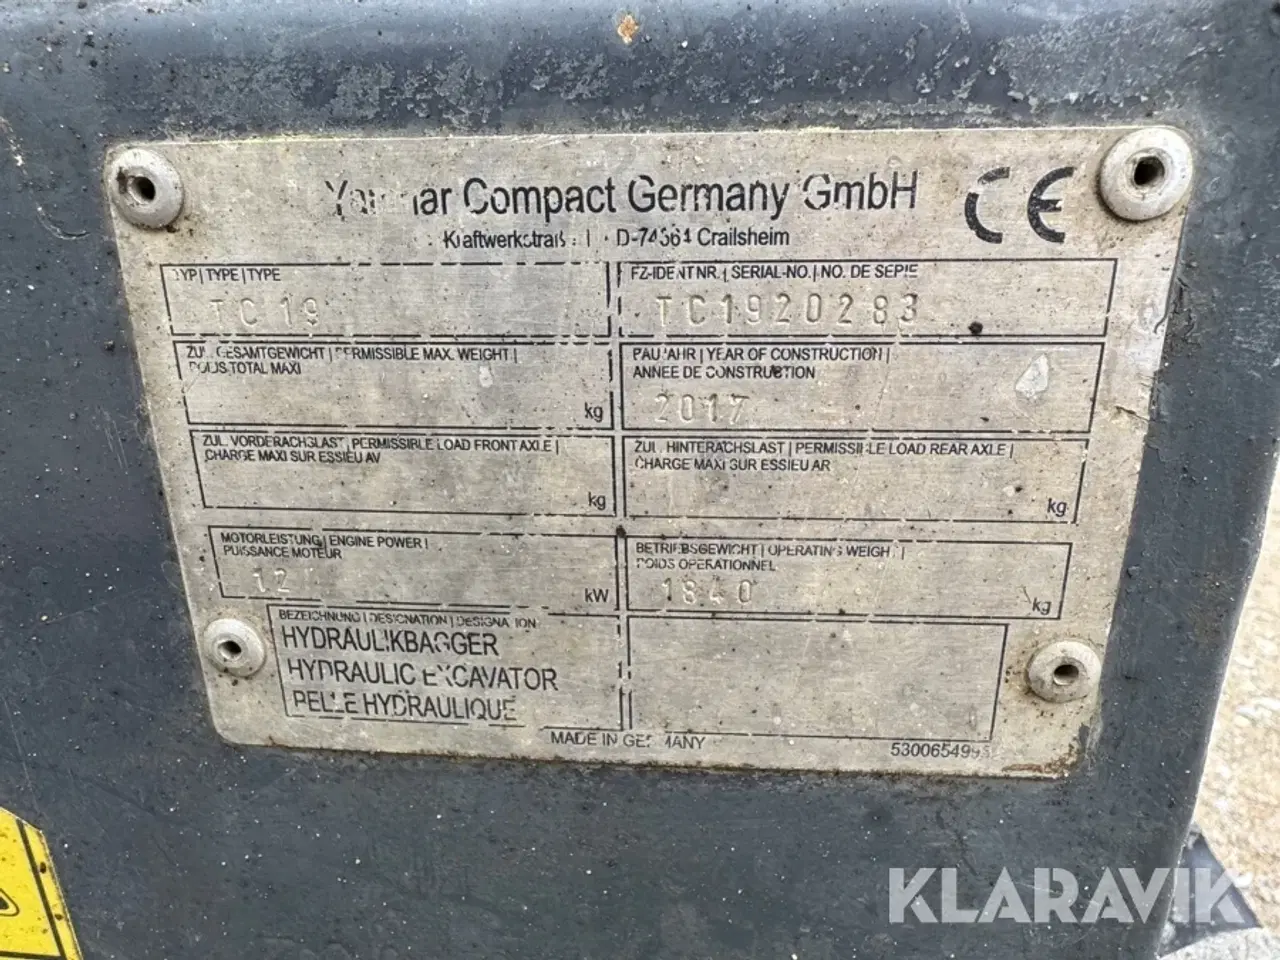 Yanmar Compact Germany GmbH CE
Kraftwerkstraß D-74564 Crailsheim
TYP | TYPE | TYPE
TC19
FZ-IDENT NR. | SERIAL-NO. | NO. DE SERIE
TC1920283
ZUL. GESAMTGEWICHT | PERMISSIBLE MAX. WEIGHT |
POIDS TOTAL MAXI
kg
BAUJAHR | YEAR OF CONSTRUCTION |
ANNEE DE CONSTRUCTION
2017
ZUL. VORDERACHSLAST | PERMISSIBLE LOAD FRONT AXLE |
CHARGE MAXI SUR ESSIEU AV
kg
ZUL. HINTERACHSLAST | PERMISSIBLE LOAD REAR AXLE |
CHARGE MAXI SUR ESSIEU AR
kg
MOTORLEISTUNG | ENGINE POWER |
PUISSANCE MOTEUR
12 kW
BETRIEBSGEWICHT | OPERATING WEIGHT |
POIDS OPERATIONNEL
1840 kg
BEZEICHNUNG | DESIGNATION | DESIGNATION
HYDRAULIKBAGGER
HYDRAULIC EXCAVATOR
PELLE HYDRAULIQUE
MADE IN GERMANY
KLARAVIK